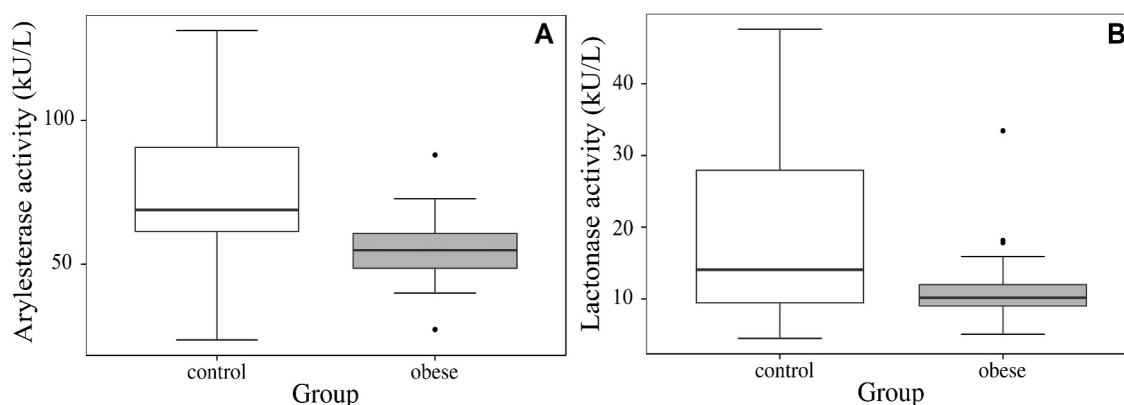 A
Arylesterase activity (kU/L)
100
50
control
obese
Group
B
Lactonase activity (kU/L)
40
30
20
10
control
obese
Group